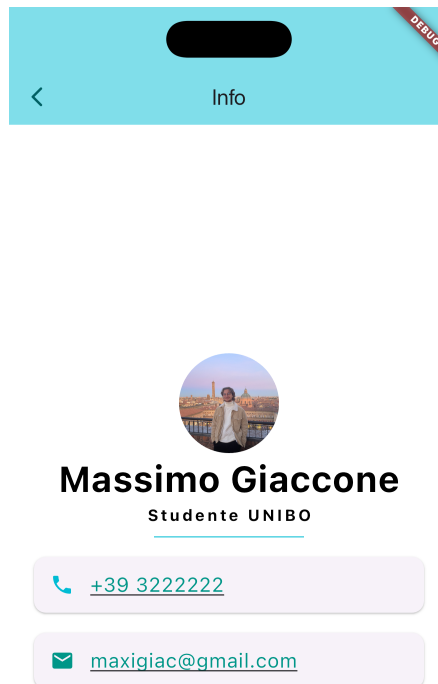 DEBUG
Info
Massimo Giaccone
Studente UNIBO
+39 3222222
maxigiac@gmail.com